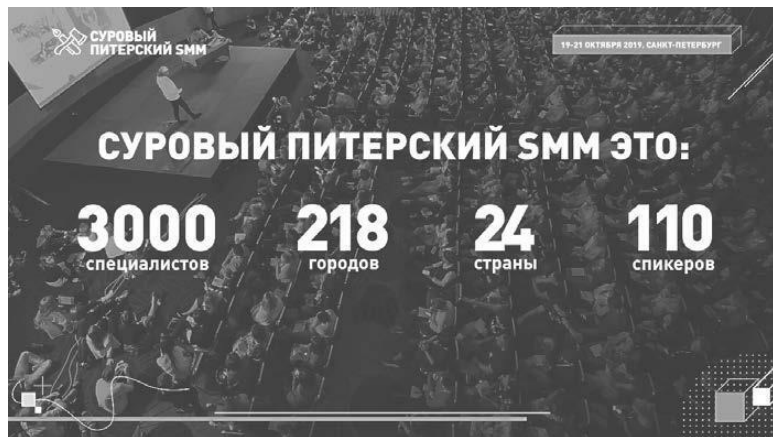 СУРОВЫЙ
ПИТЕРСКИЙ SMM
19-21 ОКТЯБРЯ 2019, САНКТ-ПЕТЕРБУРГ
СУРОВЫЙ ПИТЕРСКИЙ SMM ЭТО:
3000 218 24 110
специалистов городов страны спикеров